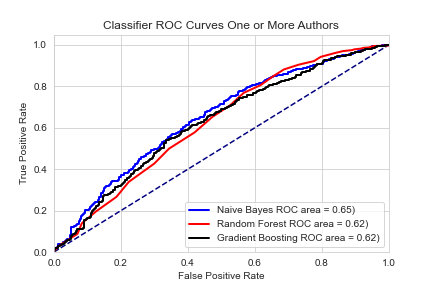 Classifier ROC Curves One or More Authors
1.0
0.8
0.6
0.4
0.2
0.0
True Positive Rate
Naive Bayes ROC area = 0.65)
Random Forest ROC area = 0.62)
Gradient Boosting ROC area = 0.62)
0.0 0.2 0.4 0.6 0.8 1.0
False Positive Rate